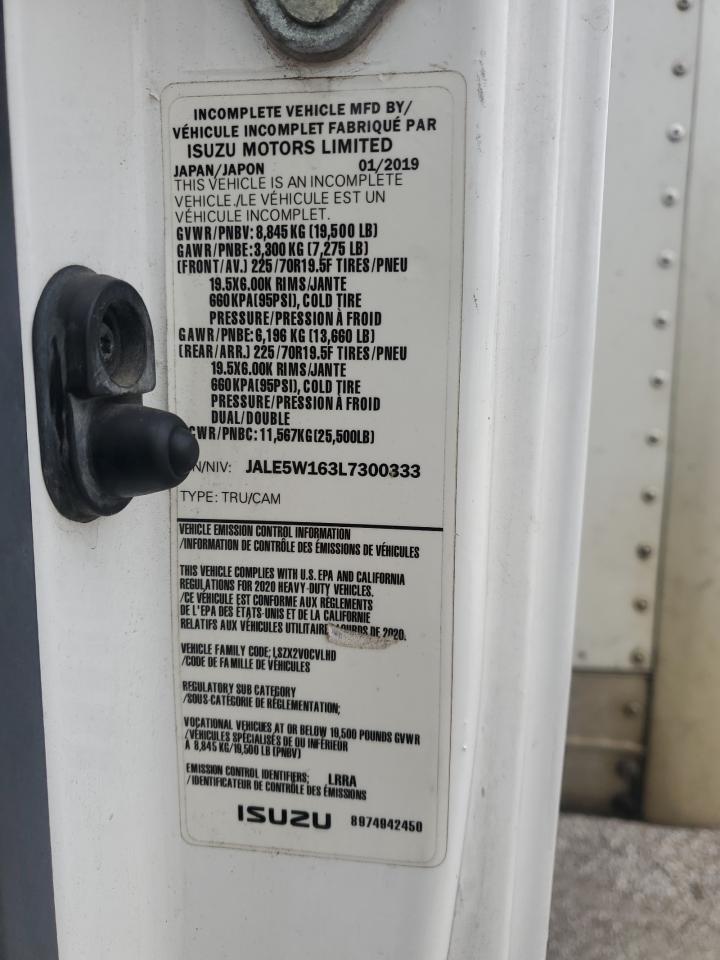 INCOMPLETE VEHICLE MFD BY/
VÉHICULE INCOMPLET FABRIQUÉ PAR
ISUZU MOTORS LIMITED
JAPAN/JAPON 01/2019
THIS VEHICLE IS AN INCOMPLETE
VEHICLE./LE VÉHICULE EST UN
VÉHICULE INCOMPLET.
GVWR/PNBV: 8,845 KG (19,500 LB)
GAWR/PNBE: 3,300 KG (7,275 LB)
(FRONT/AV.) 225/70R19.5F TIRES/PNEU
19.5X6.00K RIMS/JANTE
660 KPA(95PSI), COLD TIRE
PRESSURE/PRESSION À FROID
GAWR/PNBE: 6,196 KG (13,660 LB)
(REAR/ARR.) 225/70R19.5F TIRES/PNEU
19.5X6.00K RIMS/JANTE
660KPA(95PSI), COLD TIRE
PRESSURE/PRESSION À FROID
DUAL/DOUBLE
CWR/PNBC: 11,567KG(25,500LB)
N/NIV: JALE5W163L7300333
TYPE: TRU/CAM
VEHICLE EMISSION CONTROL INFORMATION
/INFORMATION DE CONTRÔLE DES ÉMISSIONS DE VÉHICULES
THIS VEHICLE COMPLIES WITH U.S. EPA AND CALIFORNIA
REGULATIONS FOR 2020 HEAVY-DUTY VEHICLES.
/CE VÉHICULE EST CONFORME AUX RÈGLEMENTS
DE L'EPA DES ÉTATS-UNIS ET DE LA CALIFORNIE
RELATIFS AUX VÉHICULES UTILITAIRE LOURDS DE 2020.
VEHICLE FAMILY CODE; LSZX2VOCVLHD
/CODE DE FAMILLE DE VÉHICULES
REGULATORY SUB CATEGORY
/SOUS-CATÉGORIE DE RÉGLEMENTATION;
VOCATIONAL VEHICLES AT OR BELOW 19,500 POUNDS GVWR
/VÉHICULES SPÉCIALISÉS DE OU INFÉRIEUR
À 8,845 KG/19,500 LB (PNBV)
EMISSION CONTROL IDENTIFIERS; LRRA
/IDENTIFICATEUR DE CONTRÔLE DES ÉMISSIONS
ISUZU 8974942450